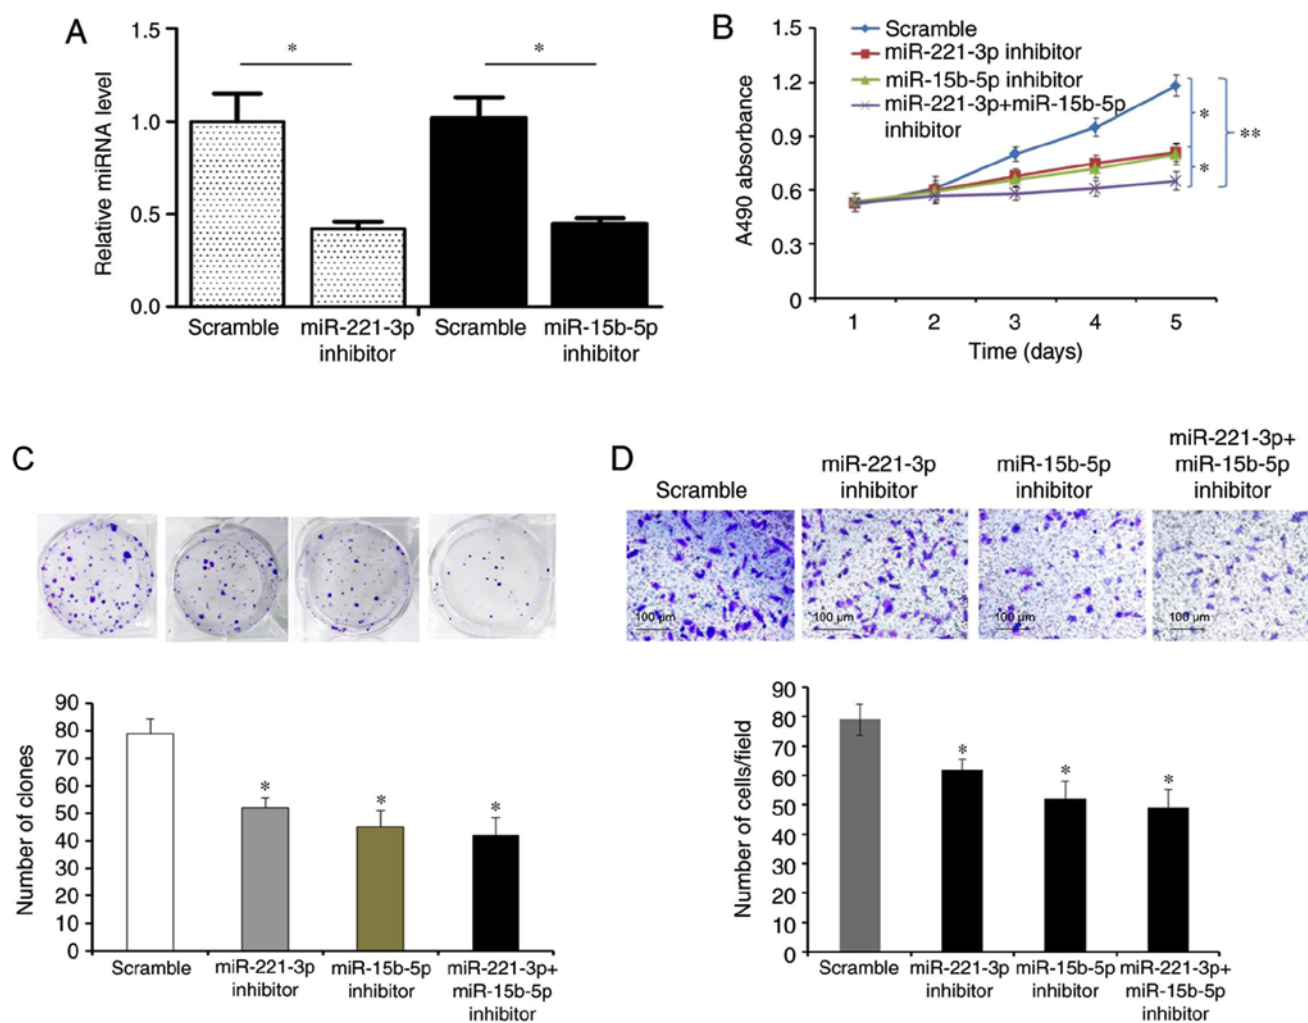 A
Relative miRNA level
1.5
1.0
0.5
0.0
*
*
Scramble
miR-221-3p
inhibitor
Scramble
miR-15b-5p
inhibitor
B
A490 absorbance
1.5
1.2
0.9
0.6
0.3
0
Scramble
miR-221-3p inhibitor
miR-15b-5p inhibitor
miR-221-3p+miR-15b-5p
inhibitor
*
*
**
1 2 3 4 5
Time (days)
C
Number of clones
90
80
70
60
50
40
30
20
10
0
*
*
*
Scramble
miR-221-3p
inhibitor
miR-15b-5p
inhibitor
miR-221-3p+
miR-15b-5p
inhibitor
D
Scramble
miR-221-3p
inhibitor
miR-15b-5p
inhibitor
miR-221-3p+
miR-15b-5p
inhibitor
100 µm
100 µm
100 µm
100 µm
Number of cells/field
90
80
70
60
50
40
30
20
10
0
*
*
*
Scramble
miR-221-3p
inhibitor
miR-15b-5p
inhibitor
miR-221-3p+
miR-15b-5p
inhibitor